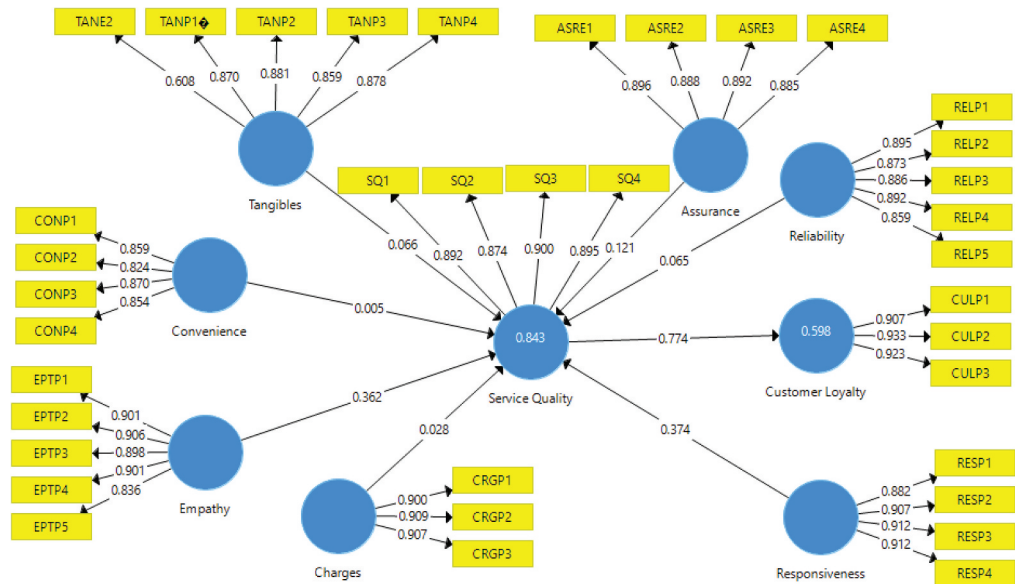 TANE2
TANP1�
TANP2
TANP3
TANP4
0.608
0.870
0.881
0.859
0.878
Tangibles
ASRE1
ASRE2
ASRE3
ASRE4
0.896
0.888
0.892
0.885
Assurance
RELP1
RELP2
RELP3
RELP4
RELP5
0.895
0.873
0.886
0.892
0.859
Reliability
SQ1
SQ2
SQ3
SQ4
0.892
0.874
0.900
0.895
0.066
0.121
0.065
CONP1
CONP2
CONP3
CONP4
0.859
0.824
0.870
0.854
Convenience
0.005
0.843
Service Quality
0.774
0.598
Customer Loyalty
CULP1
CULP2
CULP3
0.907
0.933
0.923
EPTP1
EPTP2
EPTP3
EPTP4
EPTP5
0.901
0.906
0.898
0.901
0.836
Empathy
0.362
0.028
0.374
CRGP1
CRGP2
CRGP3
0.900
0.909
0.907
Charges
RESP1
RESP2
RESP3
RESP4
0.882
0.907
0.912
0.912
Responsiveness